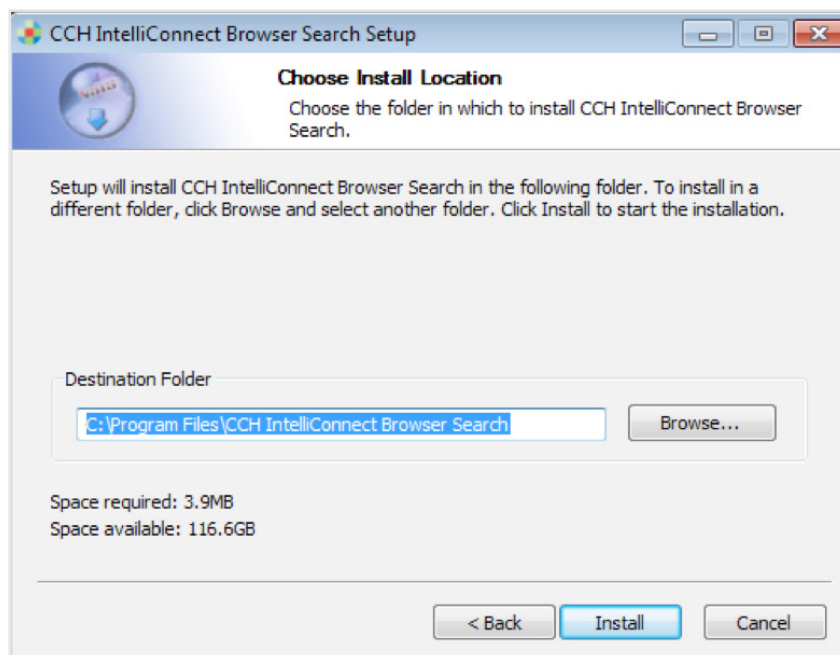 CCH IntelliConnect Browser Search Setup
Choose Install Location
Choose the folder in which to install CCH IntelliConnect Browser
Search.
Setup will install CCH IntelliConnect Browser Search in the following folder. To install in a
different folder, click Browse and select another folder. Click Install to start the installation.
Destination Folder
C:\Program Files\CCH IntelliConnect Browser Search
Browse...
Space required: 3.9MB
Space available: 116.6GB
< Back
Install
Cancel